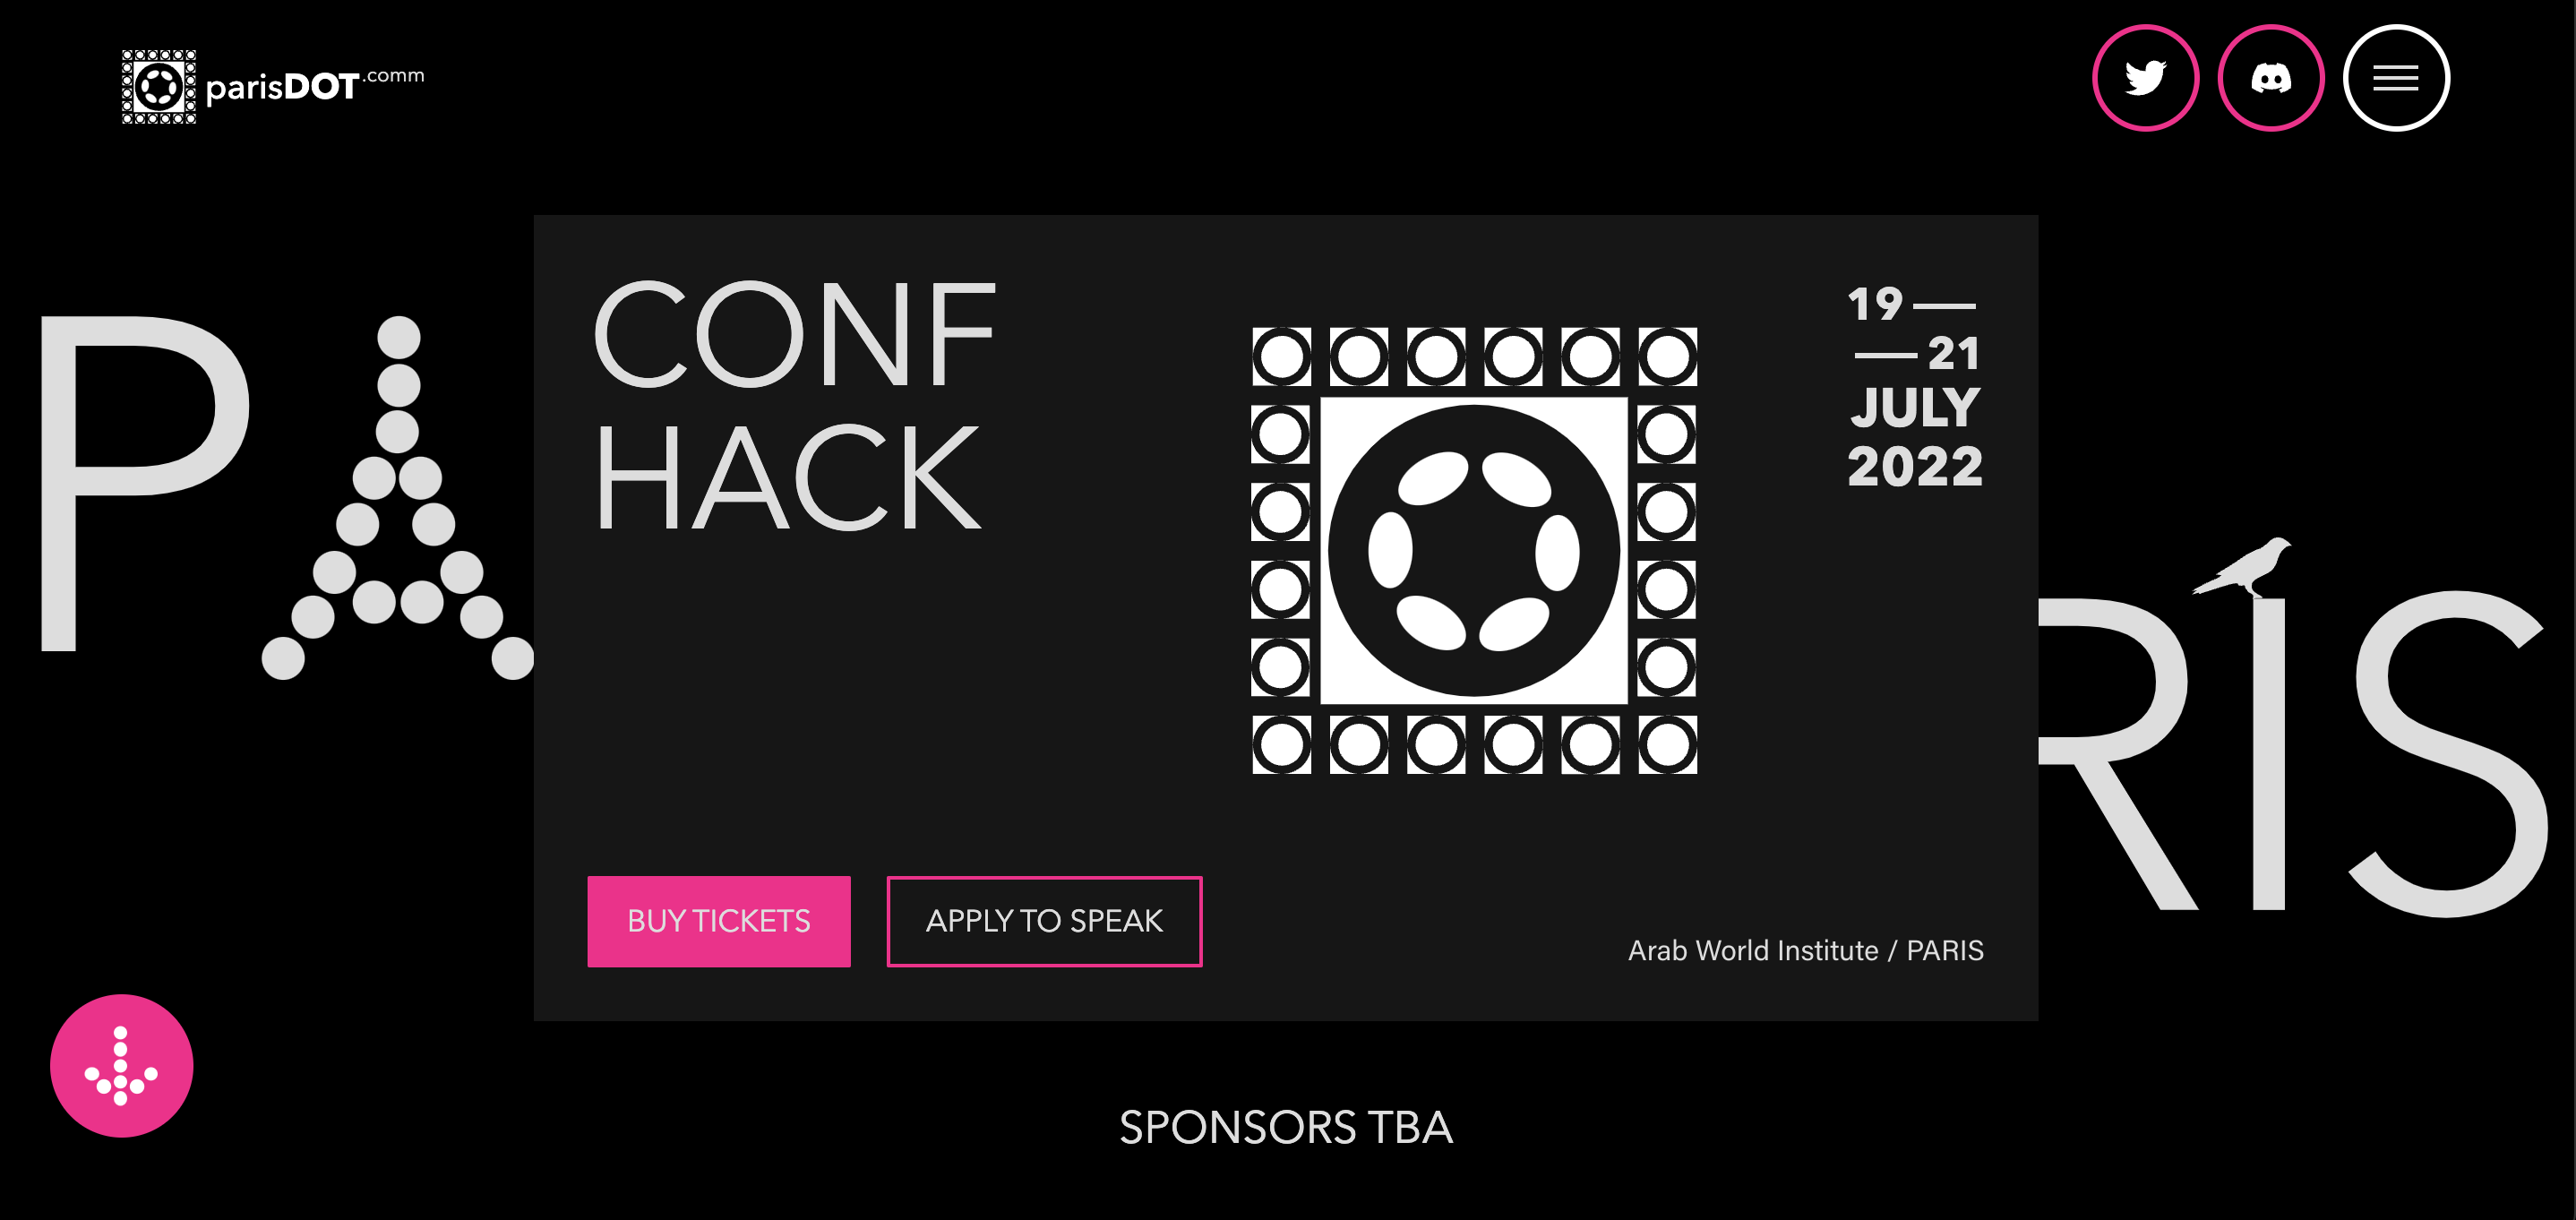 parisDOT.comm
PARIS
CONF
HACK
19 —
— 21
JULY
2022
BUY TICKETS
APPLY TO SPEAK
Arab World Institute / PARIS
SPONSORS TBA